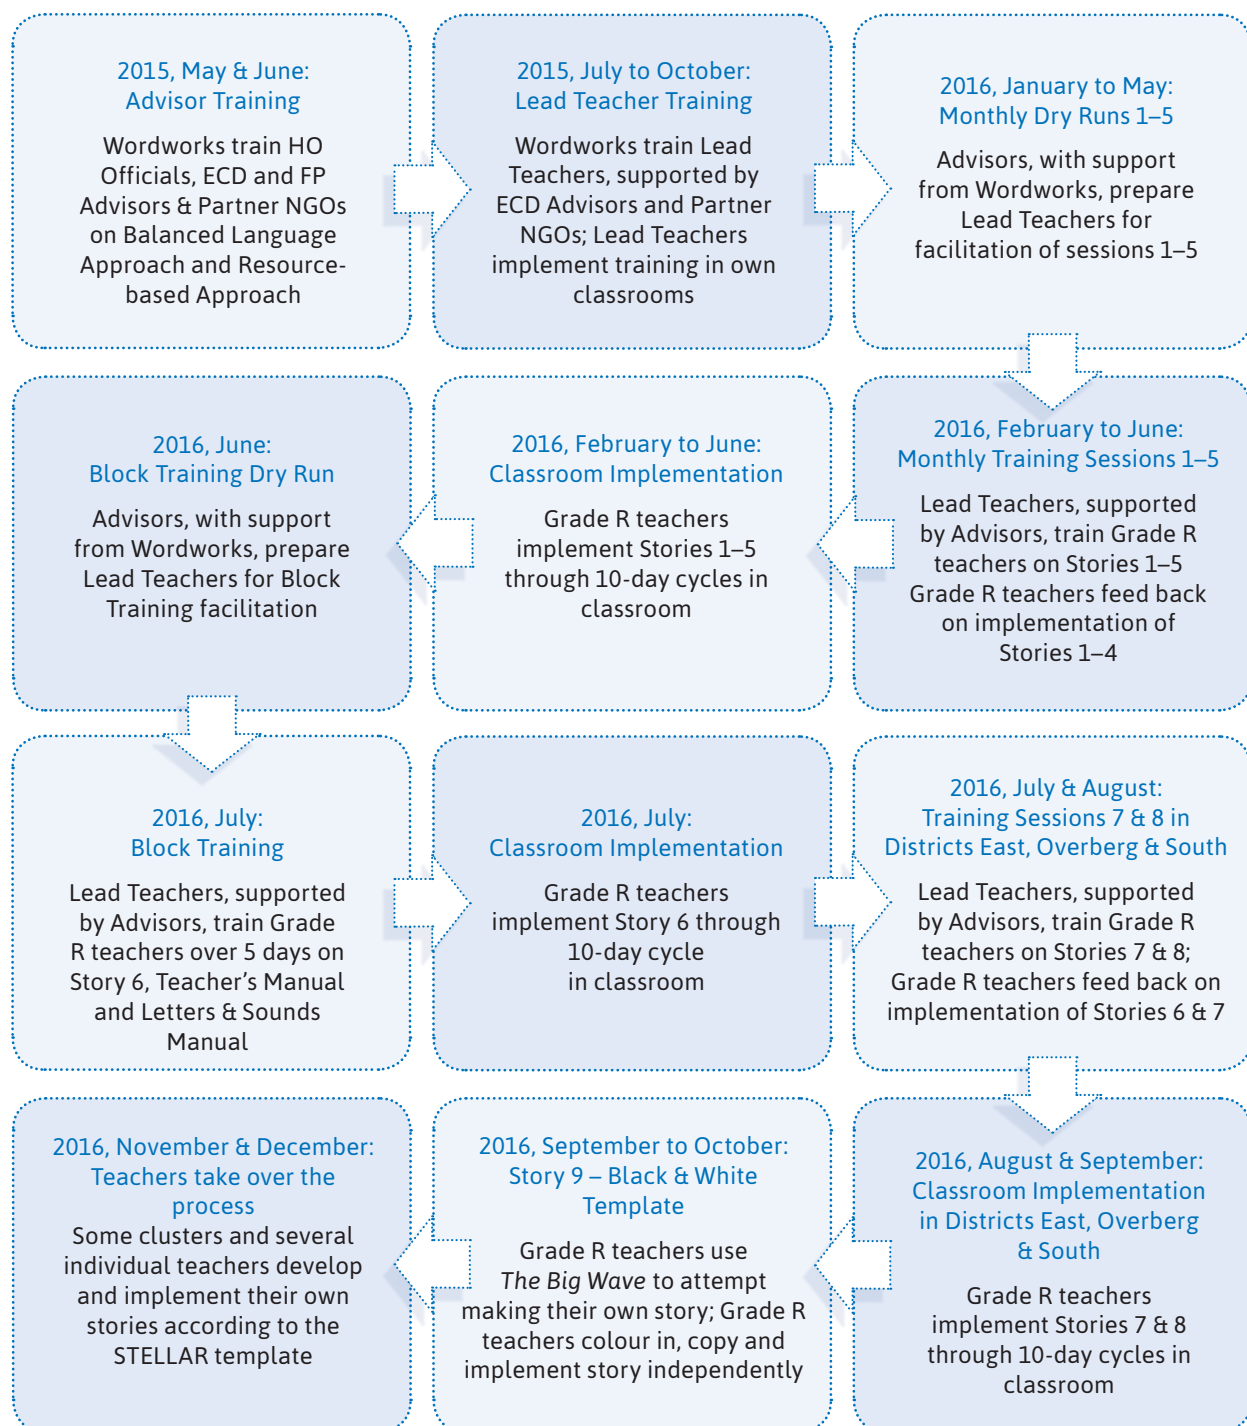 2015, May & June:
Advisor Training
Wordworks train HO
Officials, ECD and FP
Advisors & Partner NGOs
on Balanced Language
Approach and Resource-
based Approach
2015, July to October:
Lead Teacher Training
Wordworks train Lead
Teachers, supported by
ECD Advisors and Partner
NGOs; Lead Teachers
implement training in own
classrooms
2016, January to May:
Monthly Dry Runs 1–5
Advisors, with support
from Wordworks, prepare
Lead Teachers for
facilitation of sessions 1–5
2016, February to June:
Monthly Training Sessions 1–5
Lead Teachers, supported
by Advisors, train Grade R
teachers on Stories 1–5
Grade R teachers feed back
on implementation of
Stories 1–4
2016, February to June:
Classroom Implementation
Grade R teachers
implement Stories 1–5
through 10-day cycles in
classroom
2016, June:
Block Training Dry Run
Advisors, with support
from Wordworks, prepare
Lead Teachers for Block
Training facilitation
2016, July:
Block Training
Lead Teachers, supported
by Advisors, train Grade
R teachers over 5 days on
Story 6, Teacher's Manual
and Letters & Sounds
Manual
2016, July:
Classroom Implementation
Grade R teachers
implement Story 6 through
10-day cycle
in classroom
2016, July & August:
Training Sessions 7 & 8 in
Districts East, Overberg & South
Lead Teachers, supported
by Advisors, train Grade R
teachers on Stories 7 & 8;
Grade R teachers feed back on
implementation of Stories 6 & 7
2016, August & September:
Classroom Implementation
in Districts East, Overberg
& South
Grade R teachers
implement Stories 7 & 8
through 10-day cycles in
classroom
2016, September to October:
Story 9 – Black & White
Template
Grade R teachers use
The Big Wave to attempt
making their own story; Grade R
teachers colour in, copy and
implement story independently
2016, November & December:
Teachers take over the
process
Some clusters and several
individual teachers develop
and implement their own
stories according to the
STELLAR template